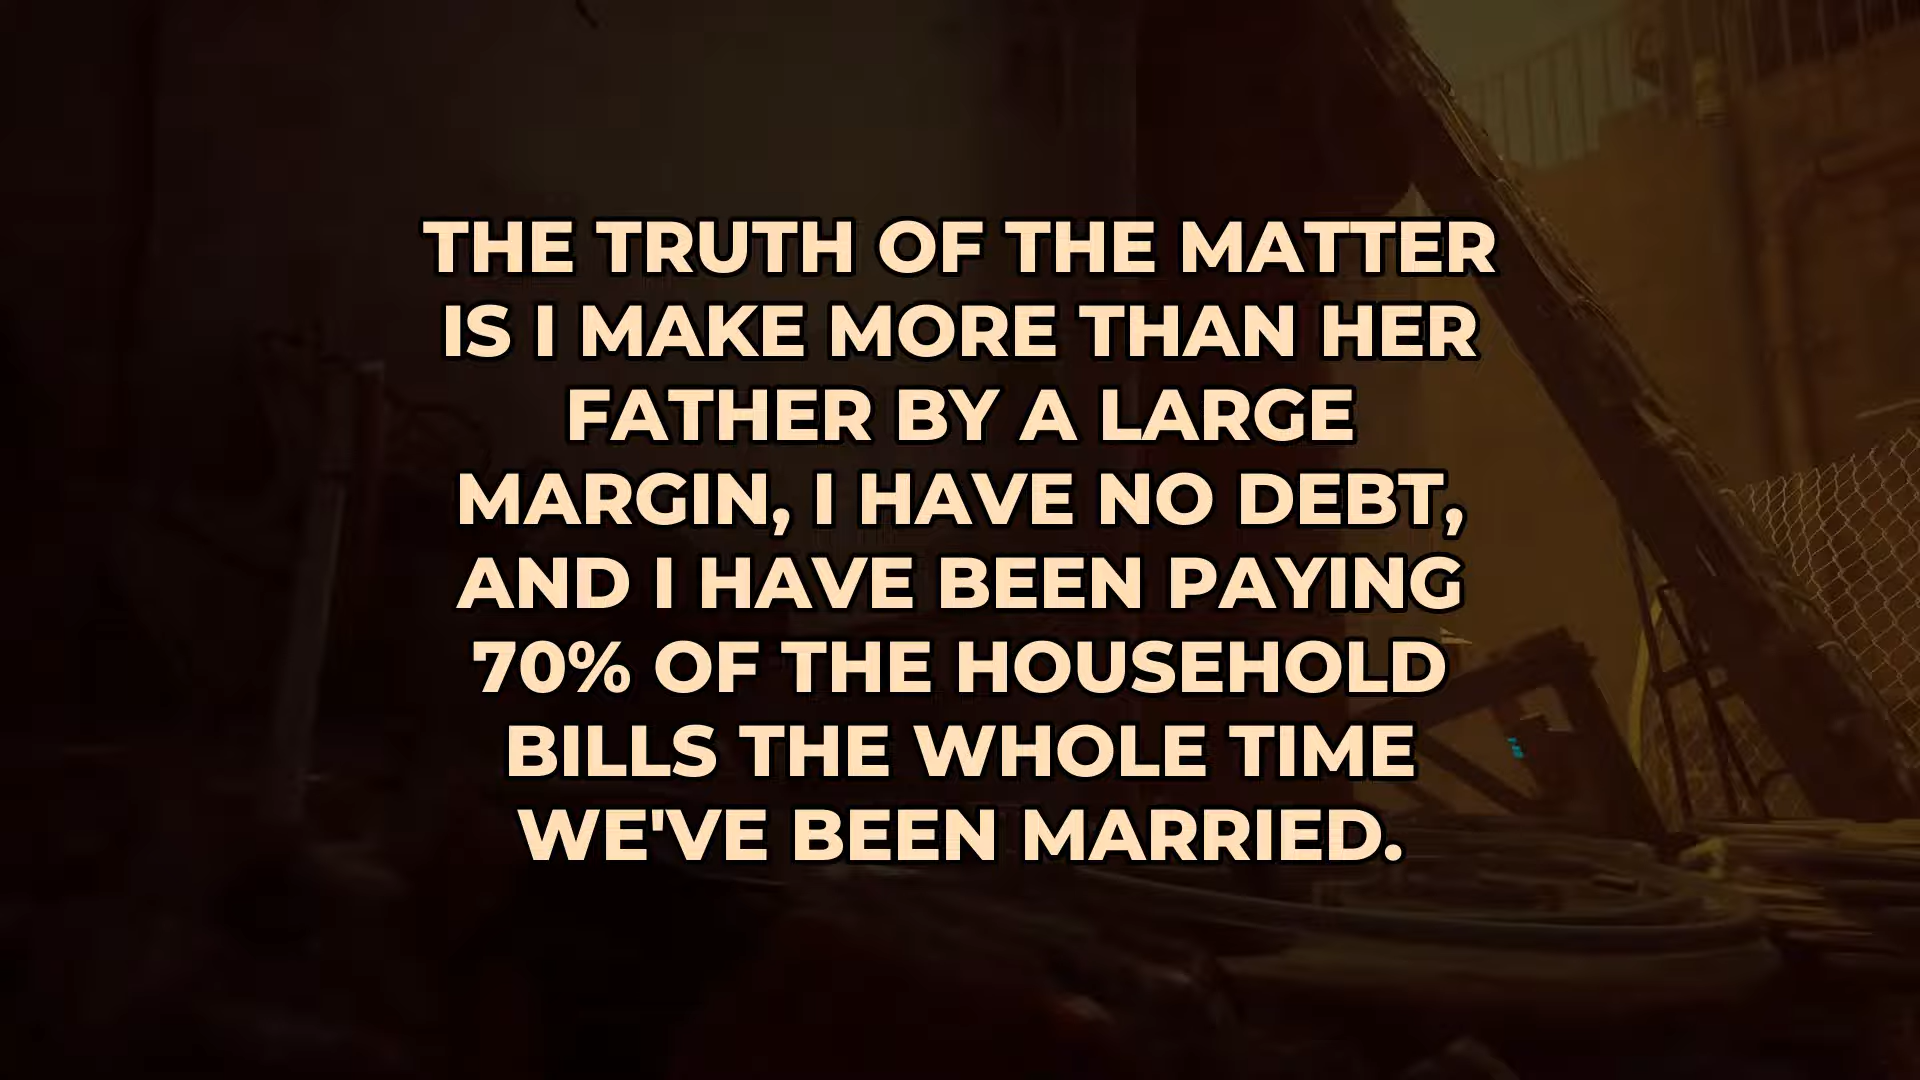 THE TRUTH OF THE MATTER
IS I MAKE MORE THAN HER
FATHER BY A LARGE
MARGIN, I HAVE NO DEBT,
AND I HAVE BEEN PAYING
70% OF THE HOUSEHOLD
BILLS THE WHOLE TIME
WE'VE BEEN MARRIED.